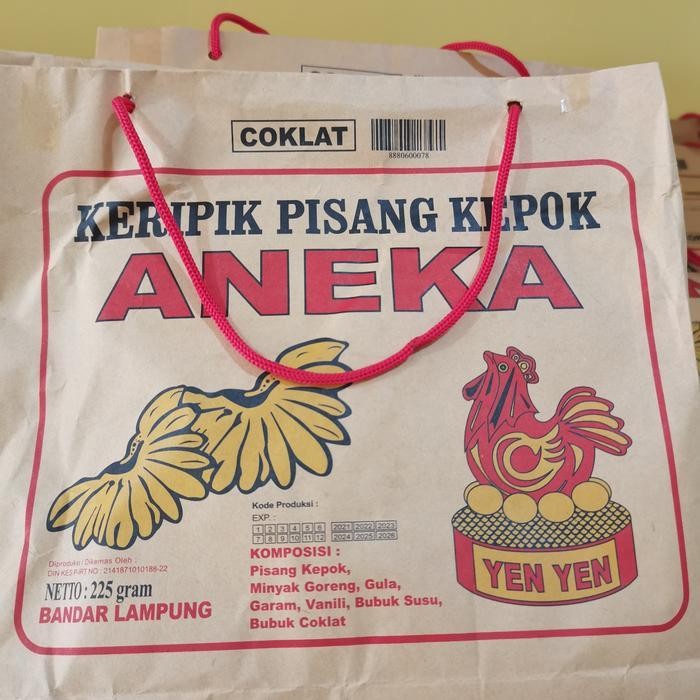 COKLAT
8880600078
KERIPIK PISANG KEPOK
ANEKA
Kode Produksi :
EXP. :
1 2 3 4 5 6 2021 2022 2023
7 8 9 10 11 12 2024 2025 2026
Diproduksi / Dikemas Oleh :
DIN KES P-IRT NO : 2141871010188-22
NETTO : 225 gram
BANDAR LAMPUNG
KOMPOSISI :
Pisang Kepok,
Minyak Goreng, Gula,
Garam, Vanili, Bubuk Susu,
Bubuk Coklat
YEN YEN